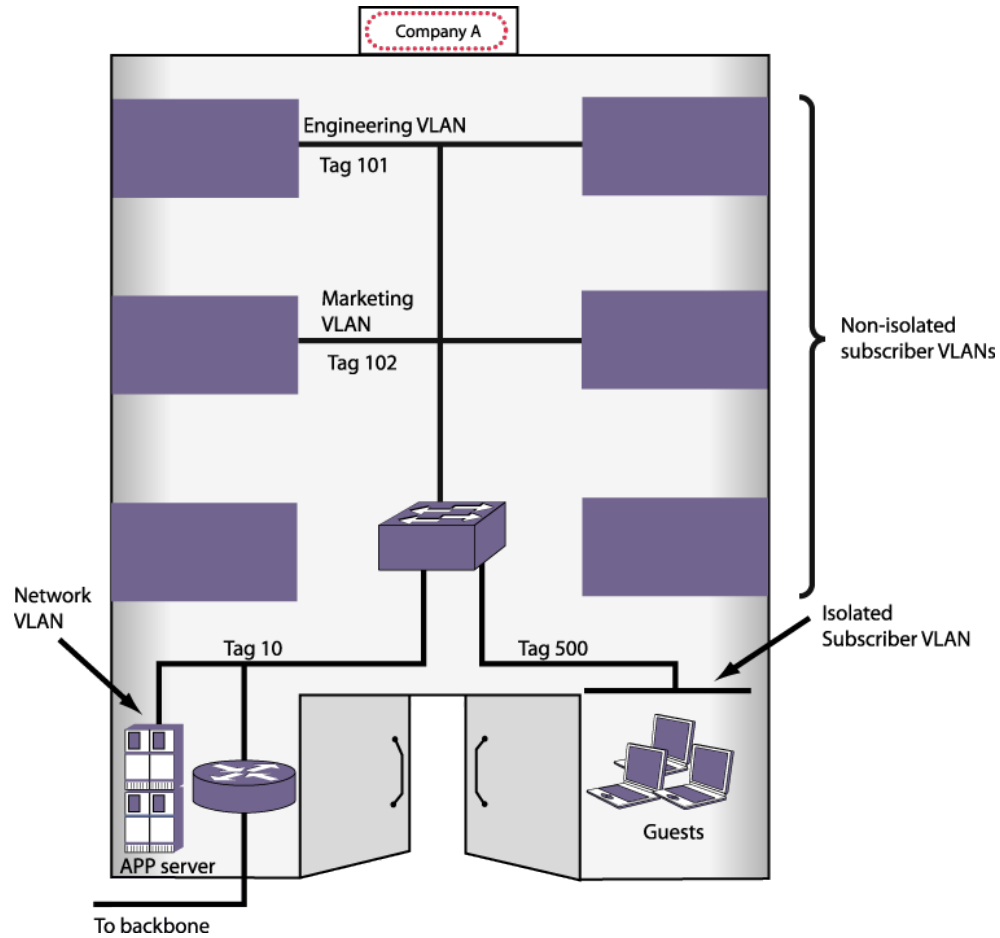 Company A
Engineering VLAN
Tag 101
Marketing
VLAN
Tag 102
Non-isolated
subscriber VLANs
Network
VLAN
Isolated
Subscriber VLAN
Tag 10
Tag 500
Guests
APP server
To backbone